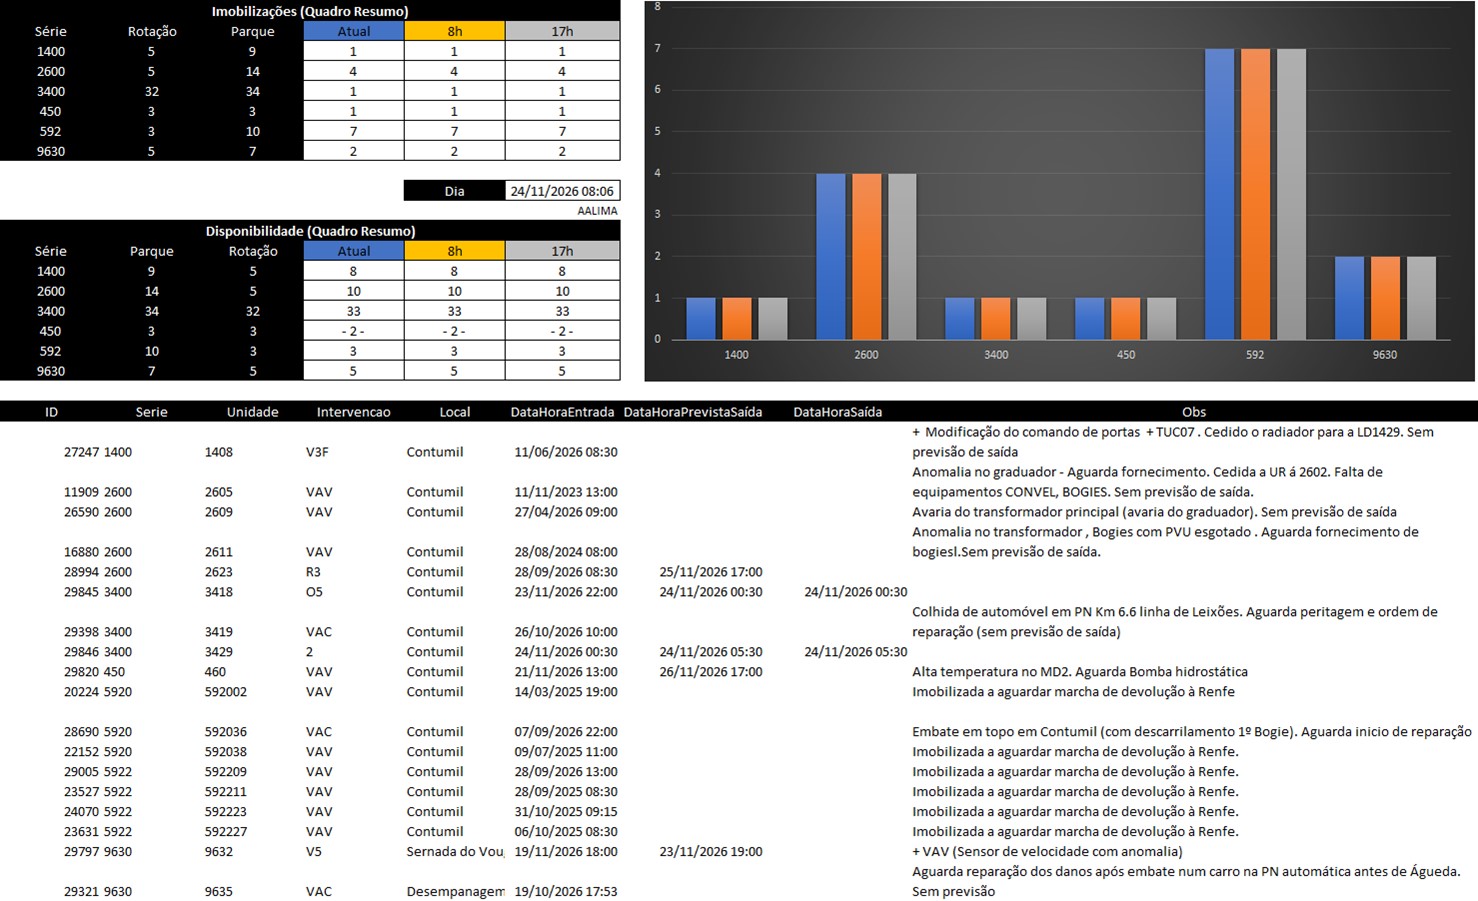 Imobilizações (Quadro Resumo)
Série Rotação Parque Atual 8h 17h
1400 5 9 1 1 1
2600 5 14 4 4 4
3400 32 34 1 1 1
450 3 3 1 1 1
592 3 10 7 7 7
9630 5 7 2 2 2
Dia 24/11/2026 08:06
AALIMA
Disponibilidade (Quadro Resumo)
Série Parque Rotação Atual 8h 17h
1400 9 5 8 8 8
2600 14 5 10 10 10
3400 34 32 33 33 33
450 3 3 - 2 - - 2 - - 2 -
592 10 3 3 3 3
9630 7 5 5 5 5
8
7
6
5
4
3
2
1
0
1400 2600 3400 450 592 9630
ID Serie Unidade Intervencao Local DataHoraEntrada DataHoraPrevistaSaída DataHoraSaída Obs
+ Modificação do comando de portas + TUC07 . Cedido o radiador para a LD1429. Sem
27247 1400 1408 V3F Contumil 11/06/2026 08:30 previsão de saída
Anomalia no graduador - Aguarda fornecimento. Cedida a UR á 2602. Falta de
11909 2600 2605 VAV Contumil 11/11/2023 13:00 equipamentos CONVEL, BOGIES. Sem previsão de saída.
26590 2600 2609 VAV Contumil 27/04/2026 09:00 Avaria do transformador principal (avaria do graduador). Sem previsão de saída
Anomalia no transformador , Bogies com PVU esgotado . Aguarda fornecimento de
16880 2600 2611 VAV Contumil 28/08/2024 08:00 bogiesl.Sem previsão de saída.
28994 2600 2623 R3 Contumil 28/09/2026 08:30 25/11/2026 17:00
29845 3400 3418 O5 Contumil 23/11/2026 22:00 24/11/2026 00:30 24/11/2026 00:30
Colhida de automóvel em PN Km 6.6 linha de Leixões. Aguarda peritagem e ordem de
29398 3400 3419 VAC Contumil 26/10/2026 10:00 reparação (sem previsão de saída)
29846 3400 3429 2 Contumil 24/11/2026 00:30 24/11/2026 05:30 24/11/2026 05:30
29820 450 460 VAV Contumil 21/11/2026 13:00 26/11/2026 17:00 Alta temperatura no MD2. Aguarda Bomba hidrostática
20224 5920 592002 VAV Contumil 14/03/2025 19:00 Imobilizada a aguardar marcha de devolução à Renfe
28690 5920 592036 VAC Contumil 07/09/2026 22:00 Embate em topo em Contumil (com descarrilamento 1º Bogie). Aguarda inicio de reparação
22152 5920 592038 VAV Contumil 09/07/2025 11:00 Imobilizada a aguardar marcha de devolução à Renfe.
29005 5922 592209 VAV Contumil 28/09/2026 13:00 Imobilizada a aguardar marcha de devolução à Renfe.
23527 5922 592211 VAV Contumil 28/09/2025 08:30 Imobilizada a aguardar marcha de devolução à Renfe.
24070 5922 592223 VAV Contumil 31/10/2025 09:15 Imobilizada a aguardar marcha de devolução à Renfe.
23631 5922 592227 VAV Contumil 06/10/2025 08:30 Imobilizada a aguardar marcha de devolução à Renfe.
29797 9630 9632 V5 Sernada do Vou 19/11/2026 18:00 23/11/2026 19:00 + VAV (Sensor de velocidade com anomalia)
Aguarda reparação dos danos após embate num carro na PN automática antes de Águeda.
29321 9630 9635 VAC Desempanagem 19/10/2026 17:53 Sem previsão